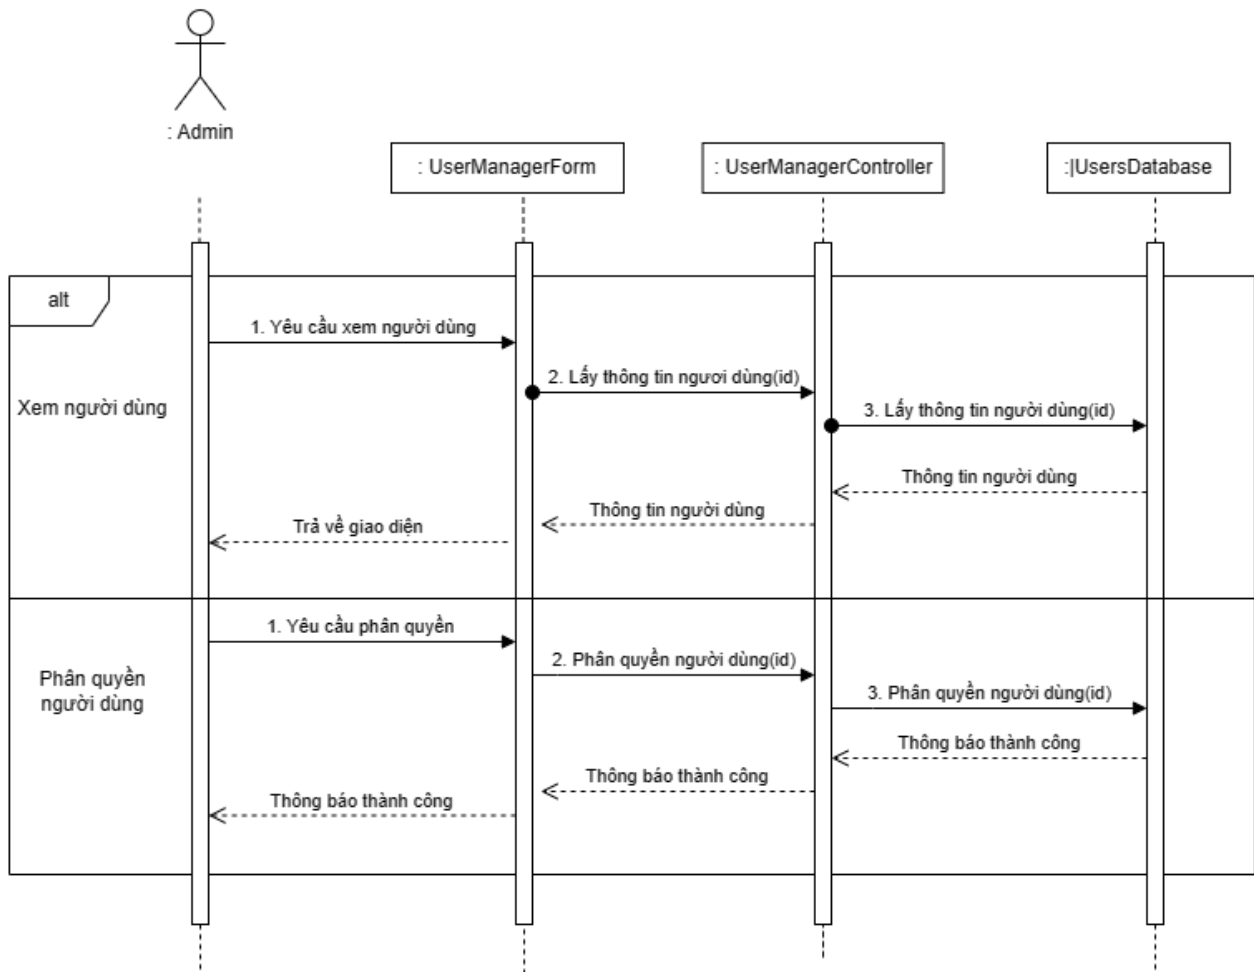 : Admin
: UserManagerForm
: UserManagerController
:|UsersDatabase
alt
1. Yêu cầu xem người dùng
2. Lấy thông tin ngươi dùng(id)
Xem người dùng
3. Lấy thông tin người dùng(id)
Thông tin người dùng
Thông tin người dùng
Trả về giao diện
1. Yêu cầu phân quyền
2. Phân quyền người dùng(id)
Phân quyền
người dùng
3. Phân quyền người dùng(id)
Thông báo thành công
Thông báo thành công
Thông báo thành công